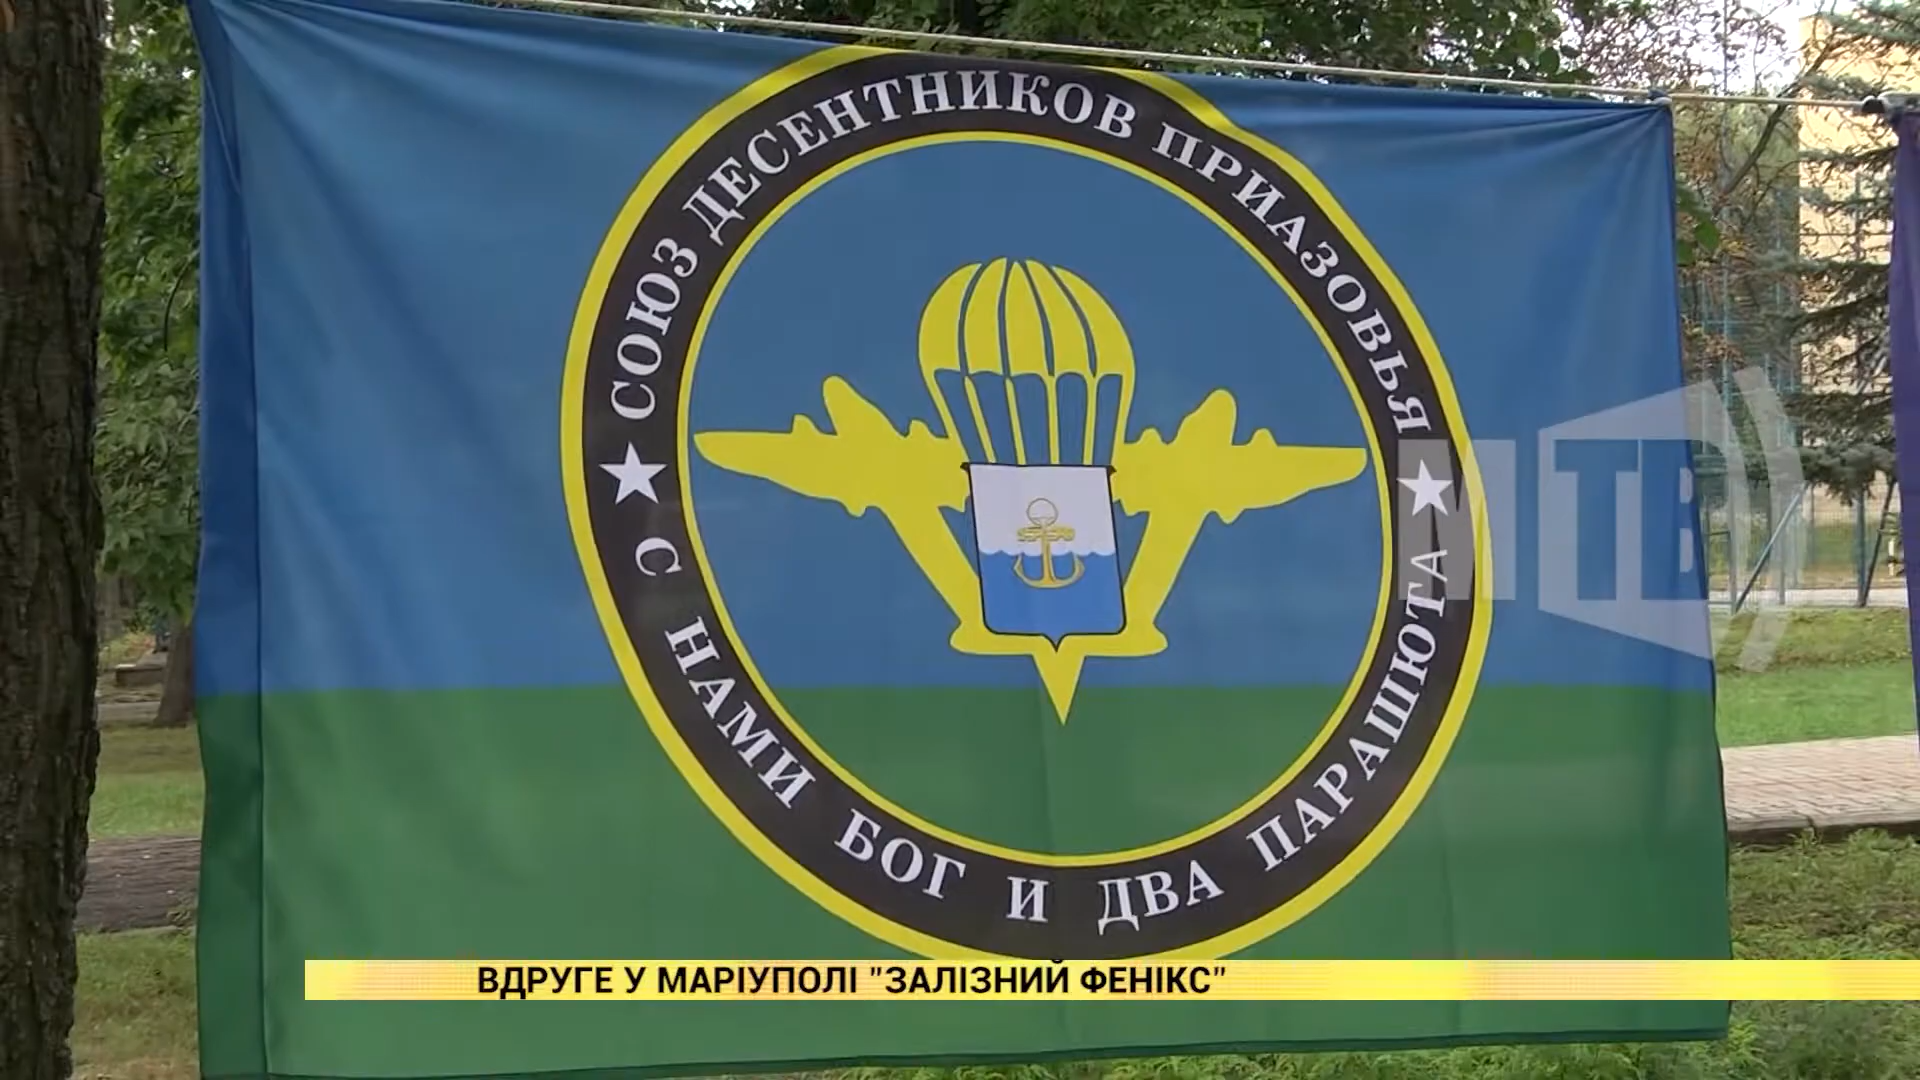 СОЮЗ ДЕСЕНТНИКОВ ПРИАЗОВЬЯ
С НАМИ БОГ И ДВА ПАРАШЮТА
МТВ
ВДРУГЕ У МАРІУПОЛІ "ЗАЛІЗНИЙ ФЕНІКС"